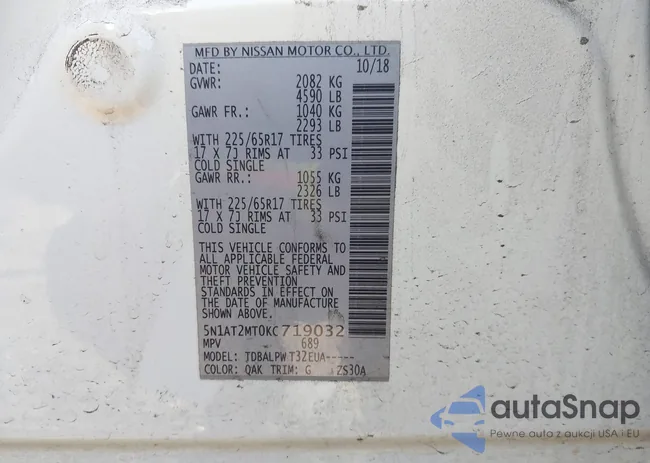 MFD BY NISSAN MOTOR CO., LTD.
DATE: 10/18
GVWR: 2082 KG
4590 LB
GAWR FR.: 1040 KG
2293 LB
WITH 225/65R17 TIRES
17 X 7J RIMS AT 33 PSI
COLD SINGLE
GAWR RR.: 1055 KG
2326 LB
WITH 225/65R17 TIRES
17 X 7J RIMS AT 33 PSI
COLD SINGLE
THIS VEHICLE CONFORMS TO
ALL APPLICABLE FEDERAL
MOTOR VEHICLE SAFETY AND
THEFT PREVENTION
STANDARDS IN EFFECT ON
THE DATE OF MANUFACTURE
SHOWN ABOVE.
5N1AT2MT0KC719032
MPV 689
MODEL: TDBALPW T32EUA-----
COLOR: QAK TRIM: G ZS30A
autoSnap
Pewne auta z aukcji USA i EU